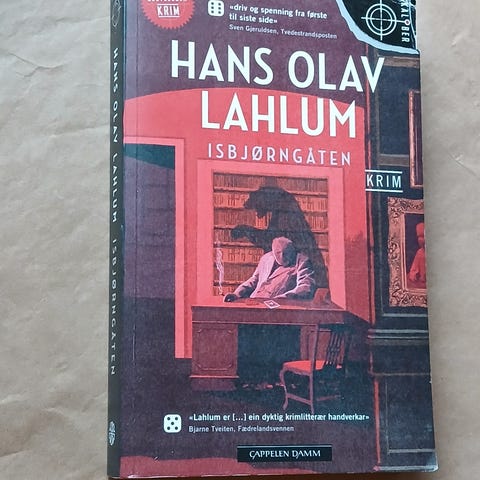 KRIM
«driv og spenning fra første
til siste side»
Sven Gjeruldsen, Tvedestrandsposten
HANS OLAV
LAHLUM
ISBJØRNGÅTEN
KRIM
«Lahlum er [...] ein dyktig krimlitterær handverkar»
Bjarne Tveiten, Fædrelandsvennen
CAPPELEN DAMM
HANS OLAV LAHLUM ISBJØRNGÅTEN